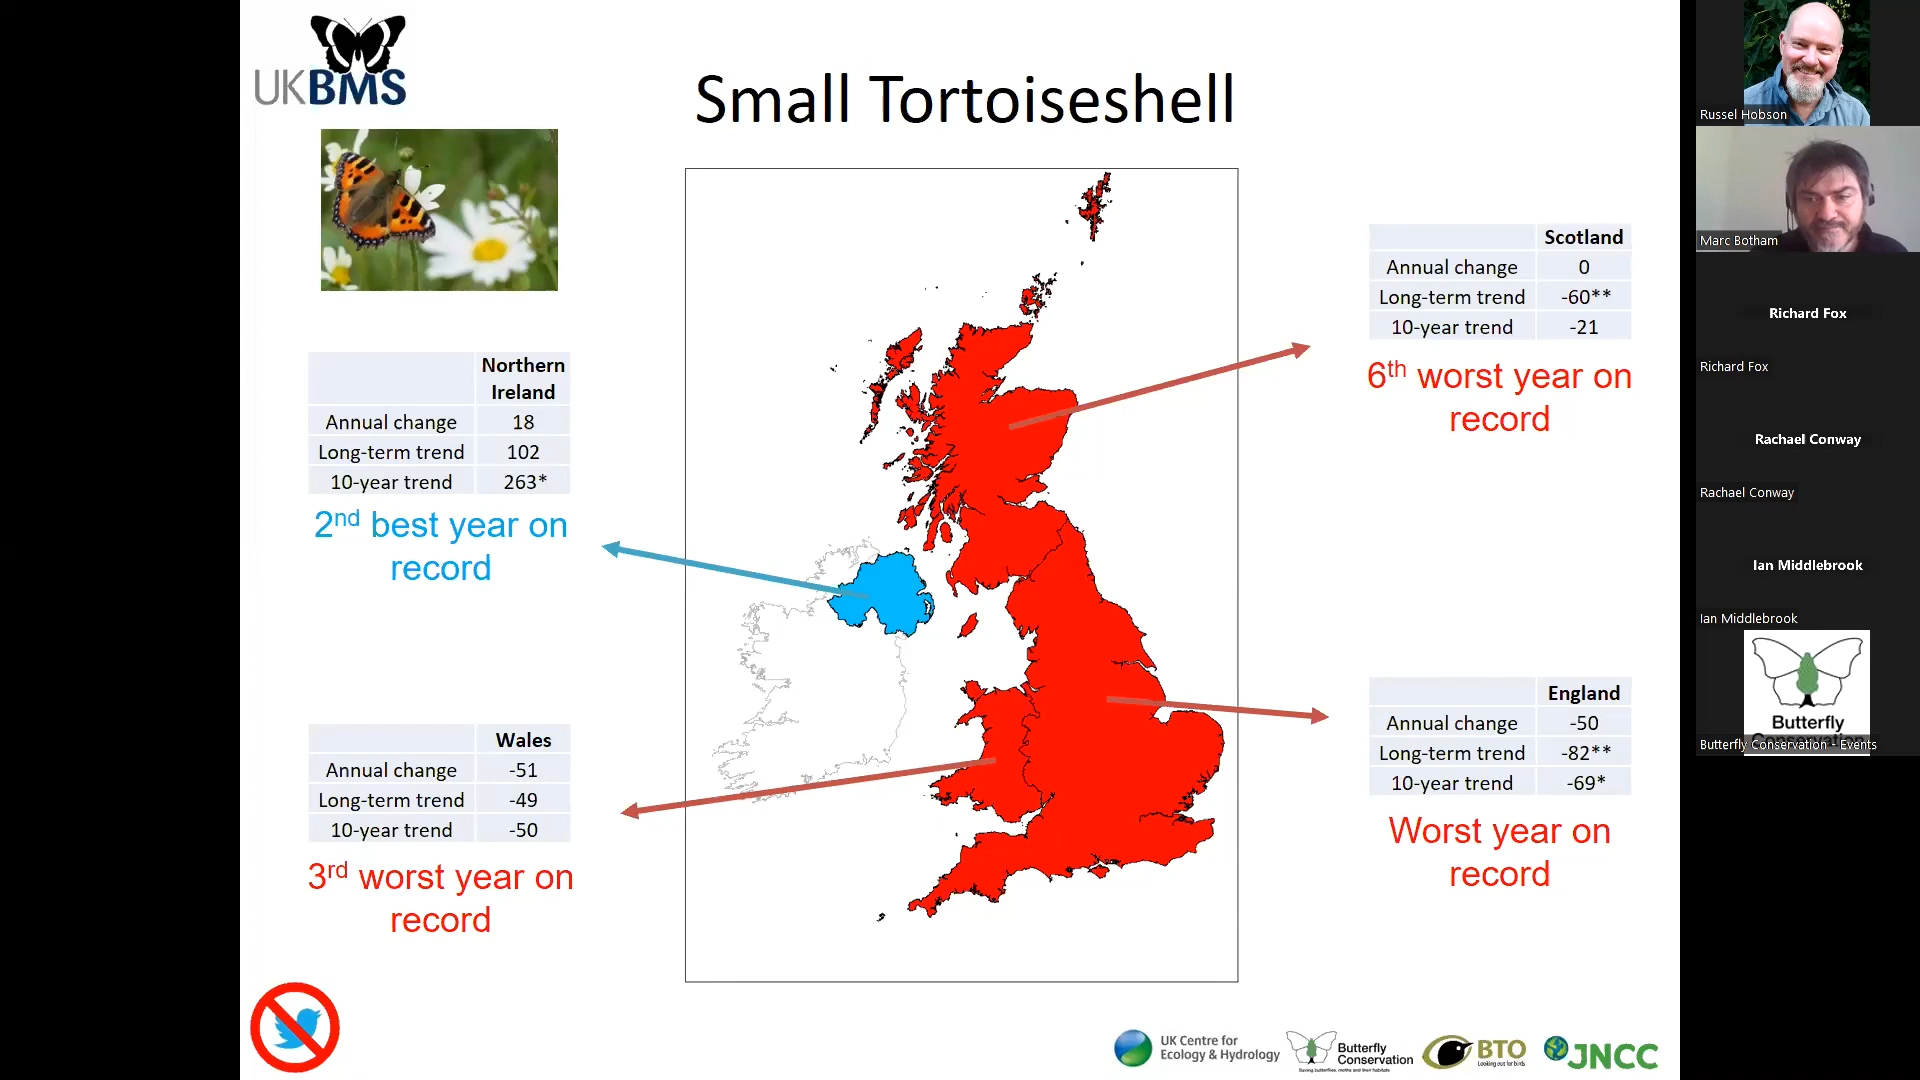 UKBMS
Small Tortoiseshell
Northern
Ireland
Annual change 18
Long-term trend 102
10-year trend 263*
2nd best year on
record
Wales
Annual change -51
Long-term trend -49
10-year trend -50
3rd worst year on
record
Scotland
Annual change 0
Long-term trend -60**
10-year trend -21
6th worst year on
record
England
Annual change -50
Long-term trend -82**
10-year trend -69*
Worst year on
record
UK Centre for
Ecology & Hydrology
Butterfly
Conservation
Saving butterflies, moths and their habitats
BTO
Looking out for birds
JNCC
Russel Hobson
Marc Botham
Richard Fox
Richard Fox
Rachael Conway
Rachael Conway
Ian Middlebrook
Ian Middlebrook
Butterfly
Conservation
Butterfly Conservation - Events